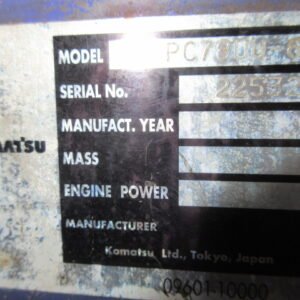 MODEL
SERIAL No.
MANUFACT. YEAR
MASS
ENGINE POWER
MANUFACTURER
Komatsu Ltd., Tokyo, Japan
09601-10000